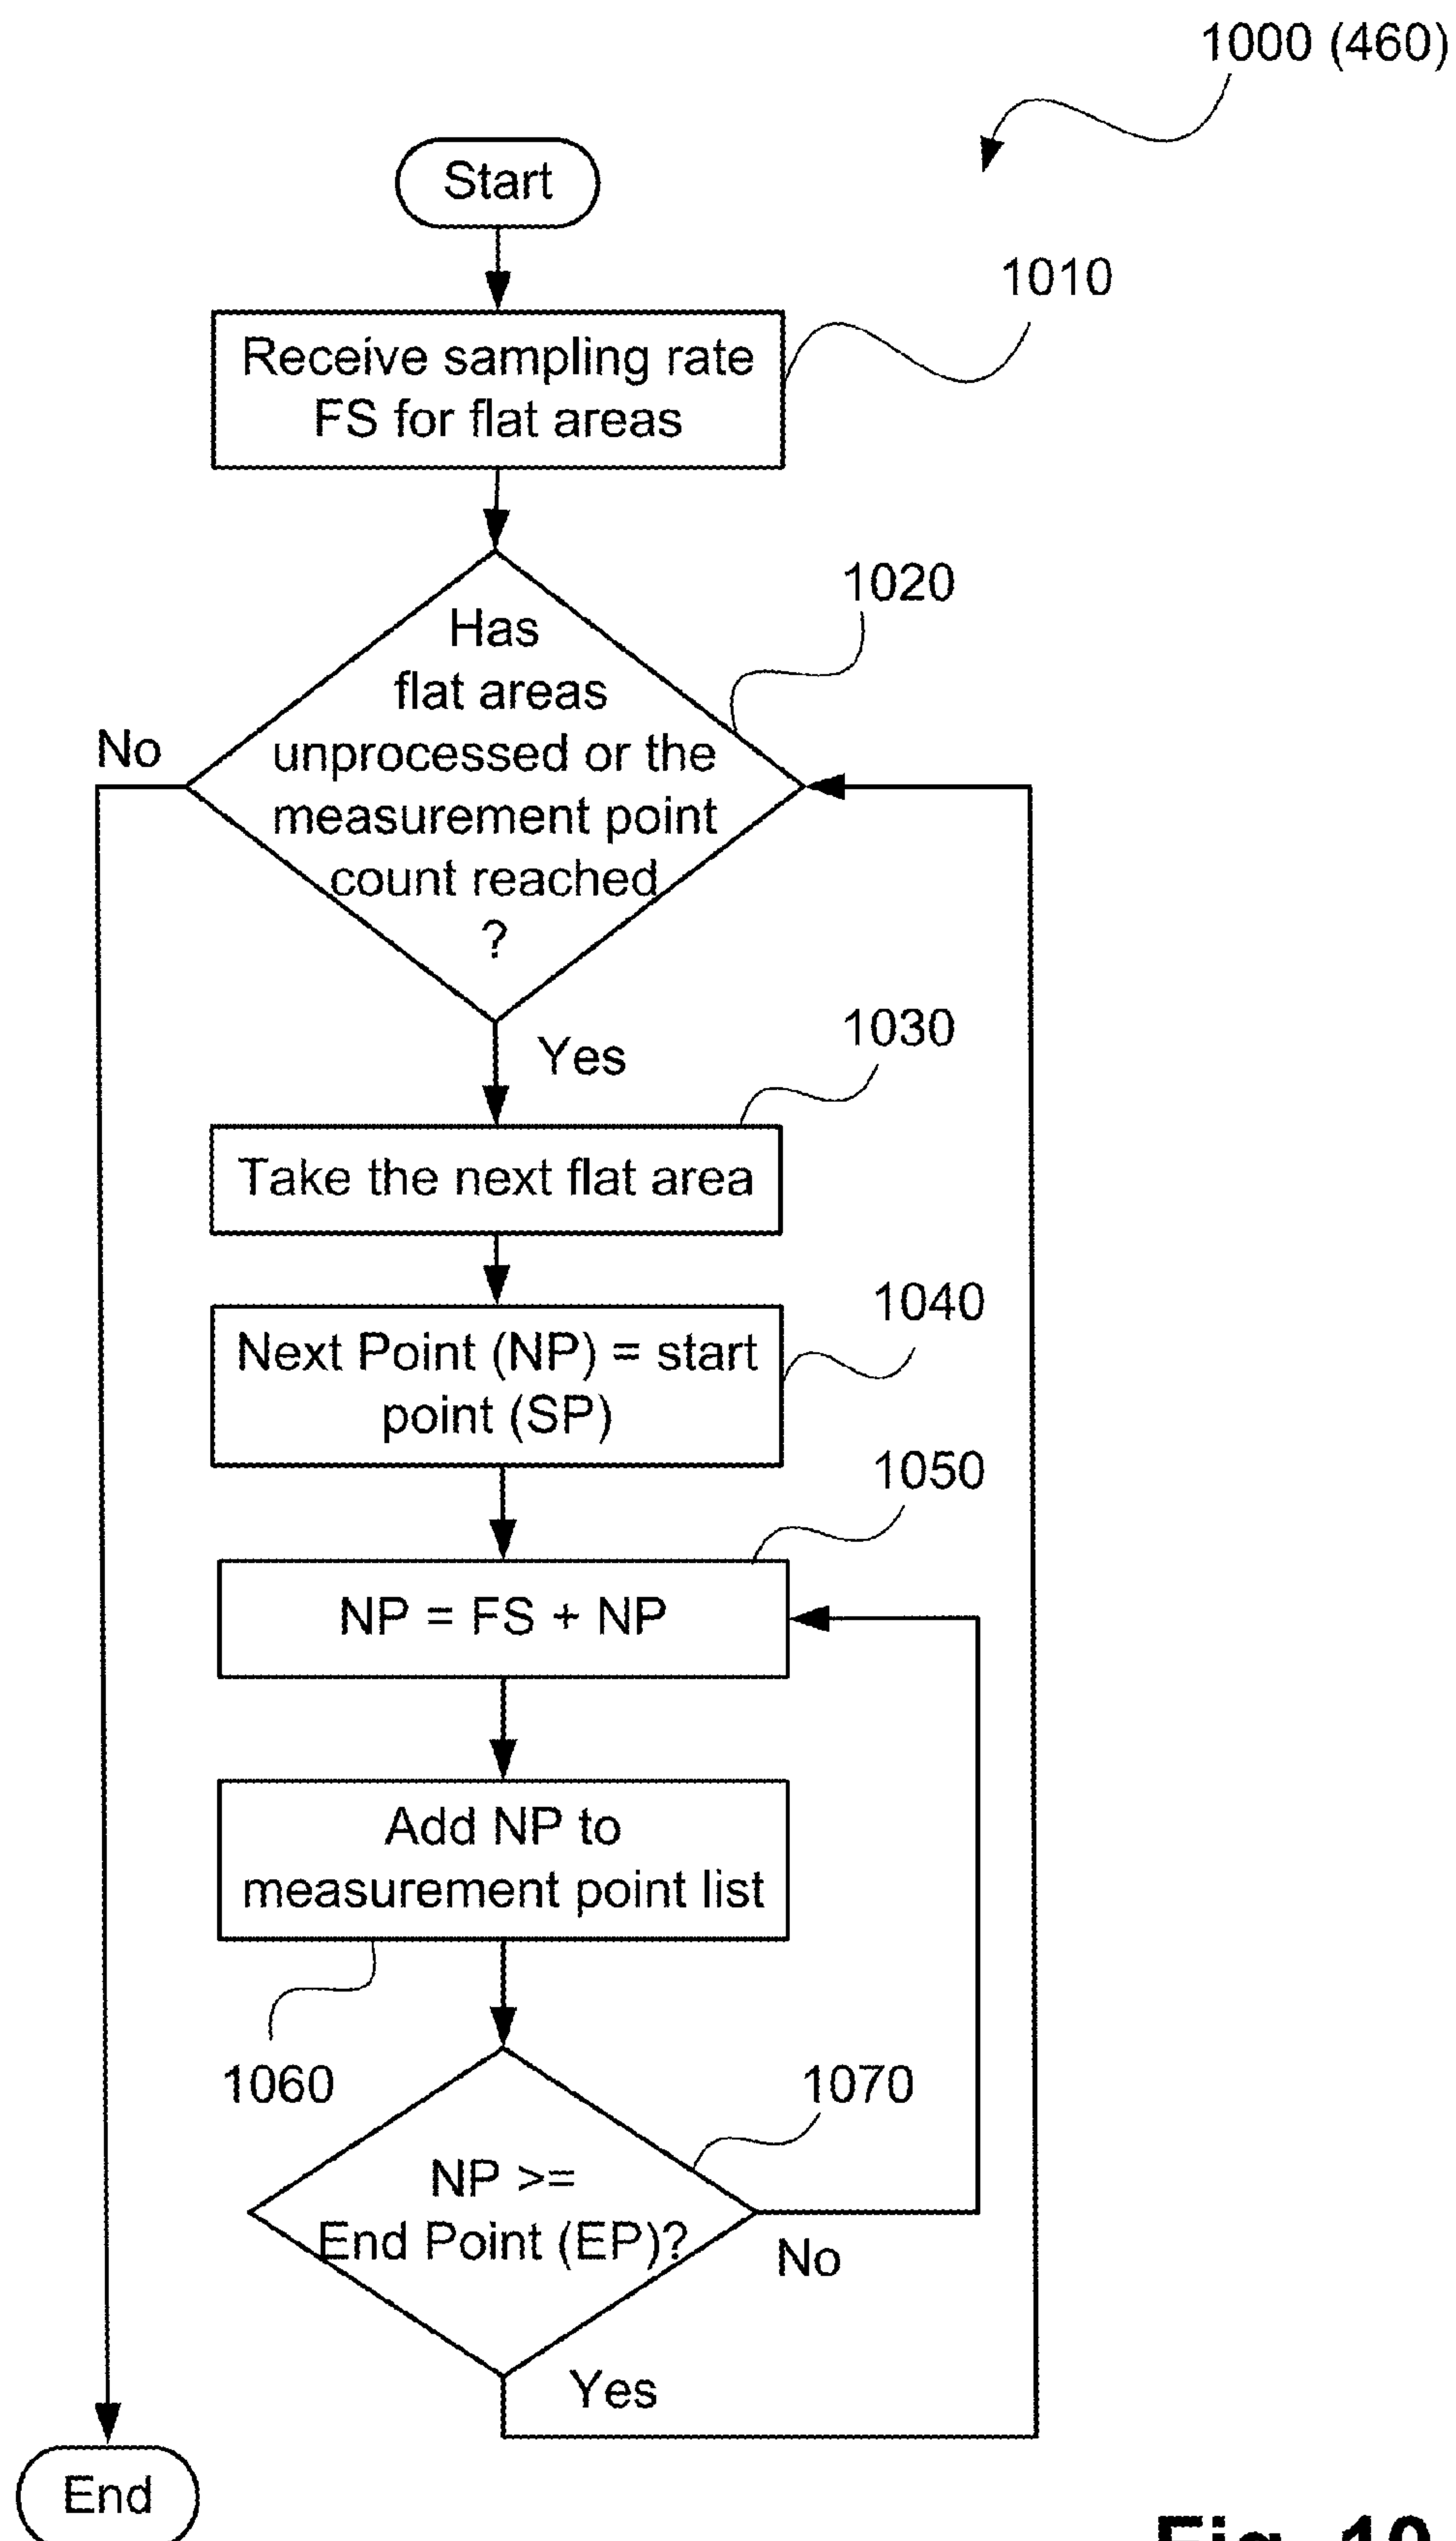 1000 (460)
Start
1010
Receive sampling rate
FS for flat areas
1020
Has
flat areas
unprocessed or the
measurement point
count reached
?
No
Yes
1030
Take the next flat area
1040
Next Point (NP) = start
point (SP)
1050
NP = FS + NP
Add NP to
measurement point list
1060
1070
NP >=
End Point (EP)?
No
Yes
End
Fig. 10